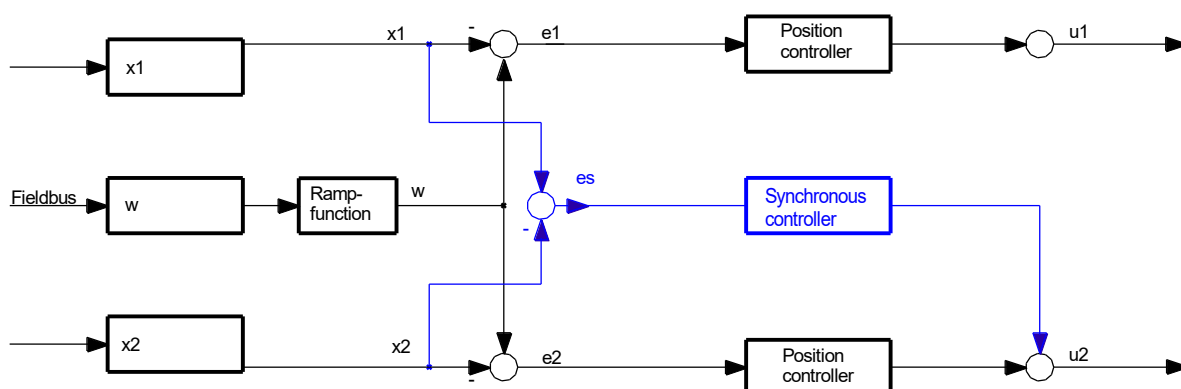 x1
-
x1
e1
Position
controller
u1
Fieldbus
w
Ramp-
function
w
es
-
Synchronous
controller
x2
x2
-
e2
Position
controller
u2